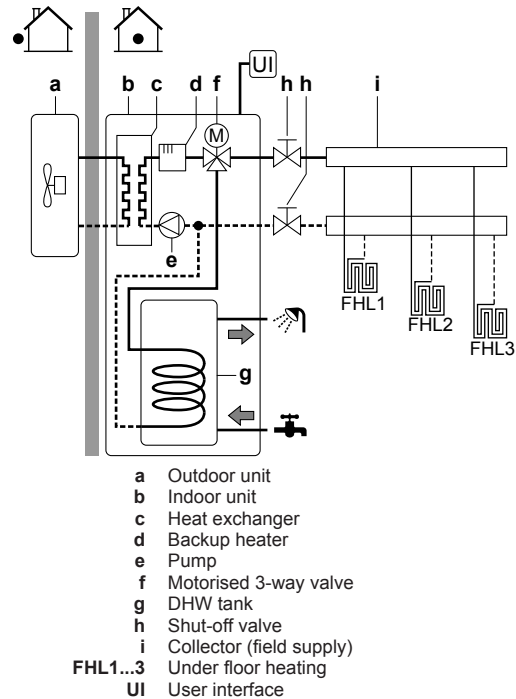 UI
a b c d f h h i
M
e
FHL1
FHL2
FHL3
g
a Outdoor unit
b Indoor unit
c Heat exchanger
d Backup heater
e Pump
f Motorised 3-way valve
g DHW tank
h Shut-off valve
i Collector (field supply)
FHL1...3 Under floor heating
UI User interface